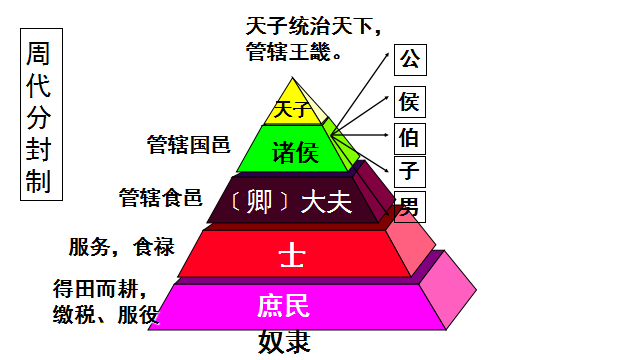 周代分封制
天子统治天下，
管辖王畿。
公
侯
伯
子
男
天子
管辖国邑
诸侯
管辖食邑
〔卿〕大夫
服务，食禄
士
得田而耕，
缴税、服役
庶民
奴隶